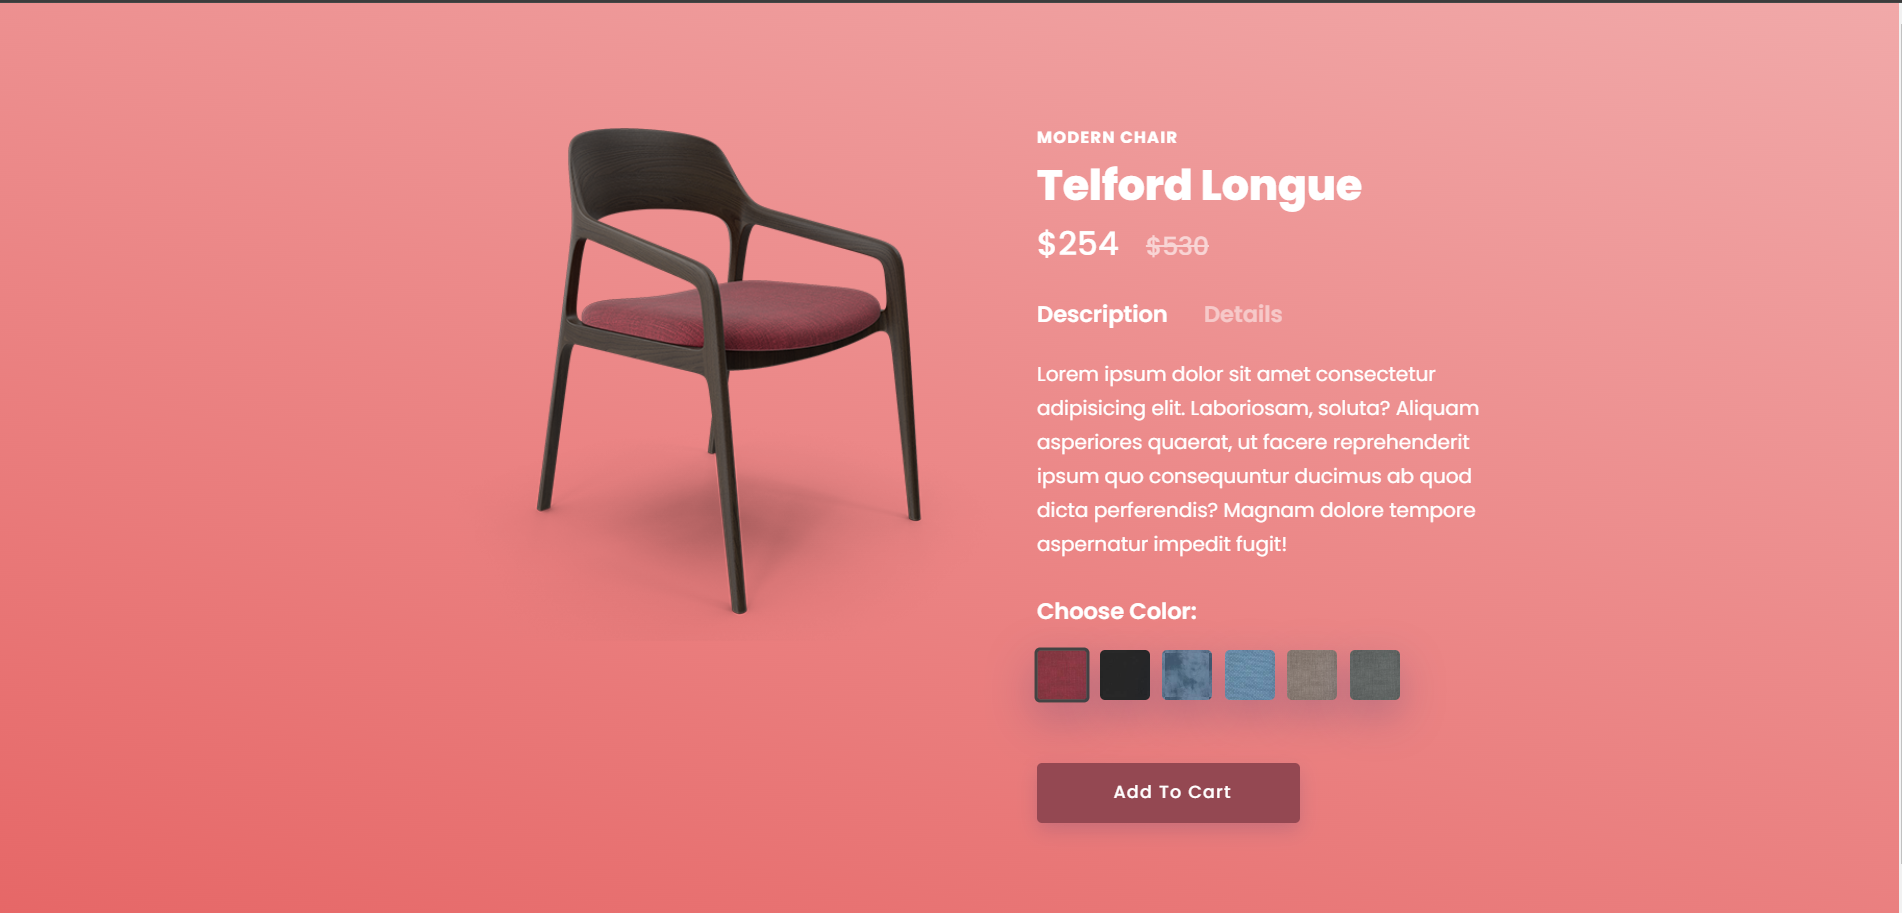 MODERN CHAIR
Telford Longue
$254 $530
Description Details
Lorem ipsum dolor sit amet consectetur
adipisicing elit. Laboriosam, soluta? Aliquam
asperiores quaerat, ut facere reprehenderit
ipsum quo consequuntur ducimus ab quod
dicta perferendis? Magnam dolore tempore
aspernatur impedit fugit!
Choose Color:
Add To Cart